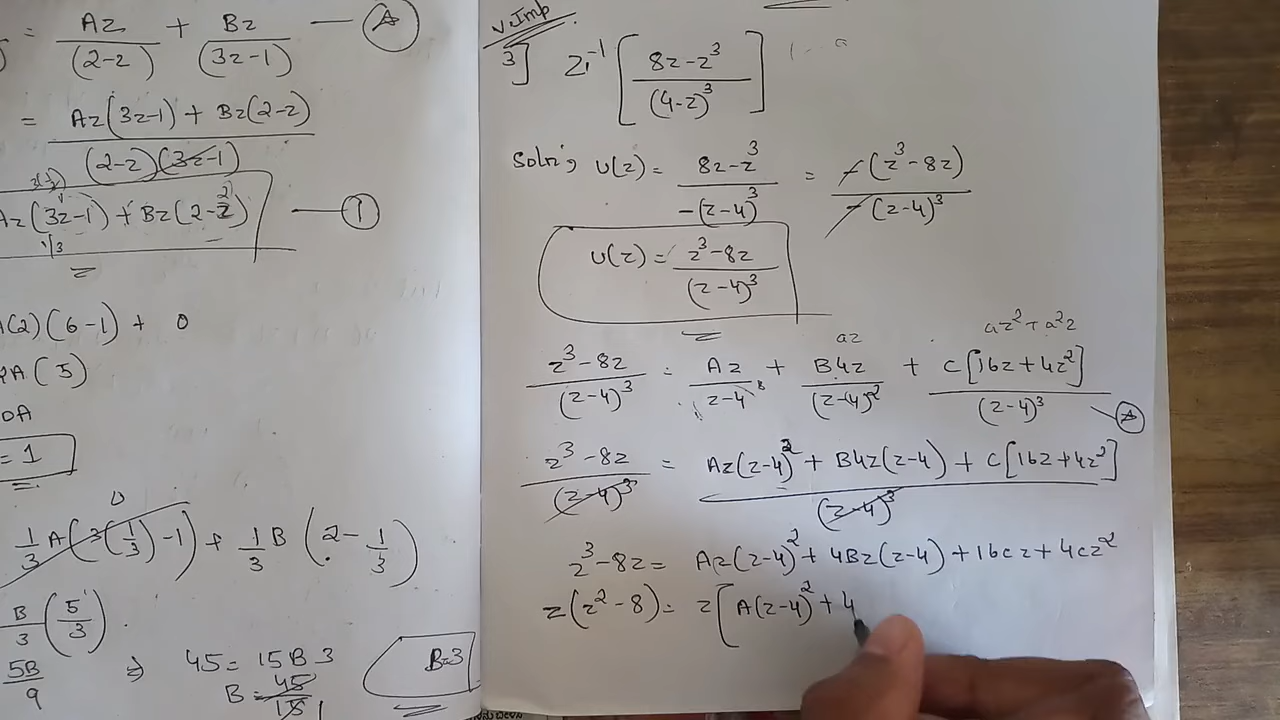 = Az/(2-z) + Bz/(3z-1) — A
= Az(3z-1) + Bz(2-z) / (2-z)(3z-1)
Az(3z-1) + Bz(2-z) — 1
1/3
A(2)(6-1) + 0
A(5)
0A
= 1
0
1/3 A(3(1/3)-1) + 1/3 B(2 - 1/3)
B/3 (5/3)
5B/9 ⇒ 45 = 15B 3
B = 45/15 1
B=3
V.Imp
3] Z⁻¹ [8z-z³ / (4-z)³]
Soln:, U(z) = 8z-z³ / -(z-4)³ = -(z³-8z) / -(z-4)³
U(z) = z³-8z / (z-4)³
az az²+a²z
z³-8z / (z-4)³ = Az/z-4 + B4z/(z-4)² + C[16z+4z²]/(z-4)³ A
z³-8z / (z-4)³ = Az(z-4)² + B4z(z-4) + C[16z+4z²] / (z-4)³
z³-8z = Az(z-4)² + 4Bz(z-4) + 16cz + 4cz²
z(z²-8) = z[A(z-4)² + 4